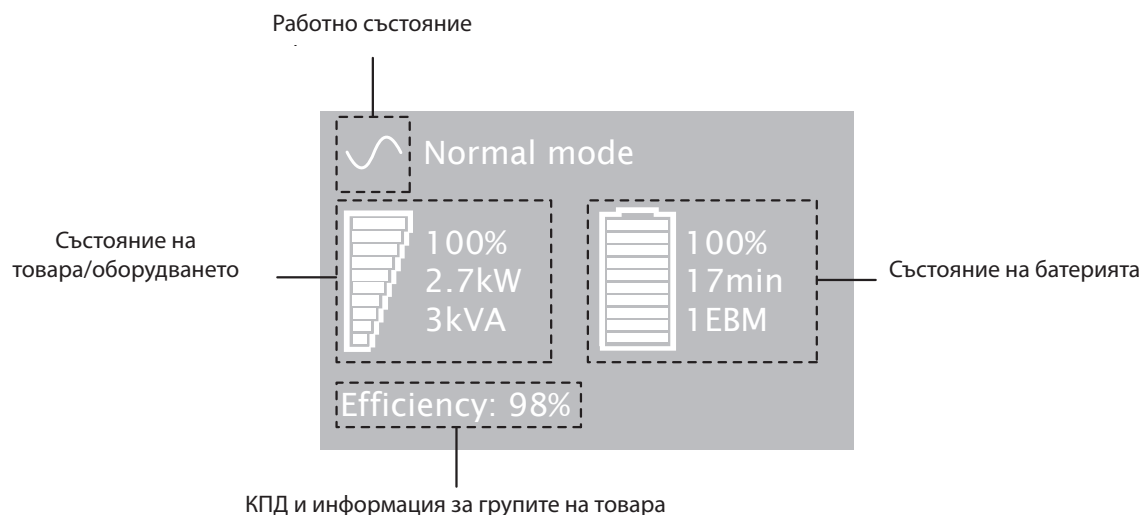 Работно състояние
Normal mode
Състояние на
товара/оборудването
100%
2.7kW
3kVA
100%
17min
1EBM
Състояние на батерията
Efficiency: 98%
КПД и информация за групите на товара